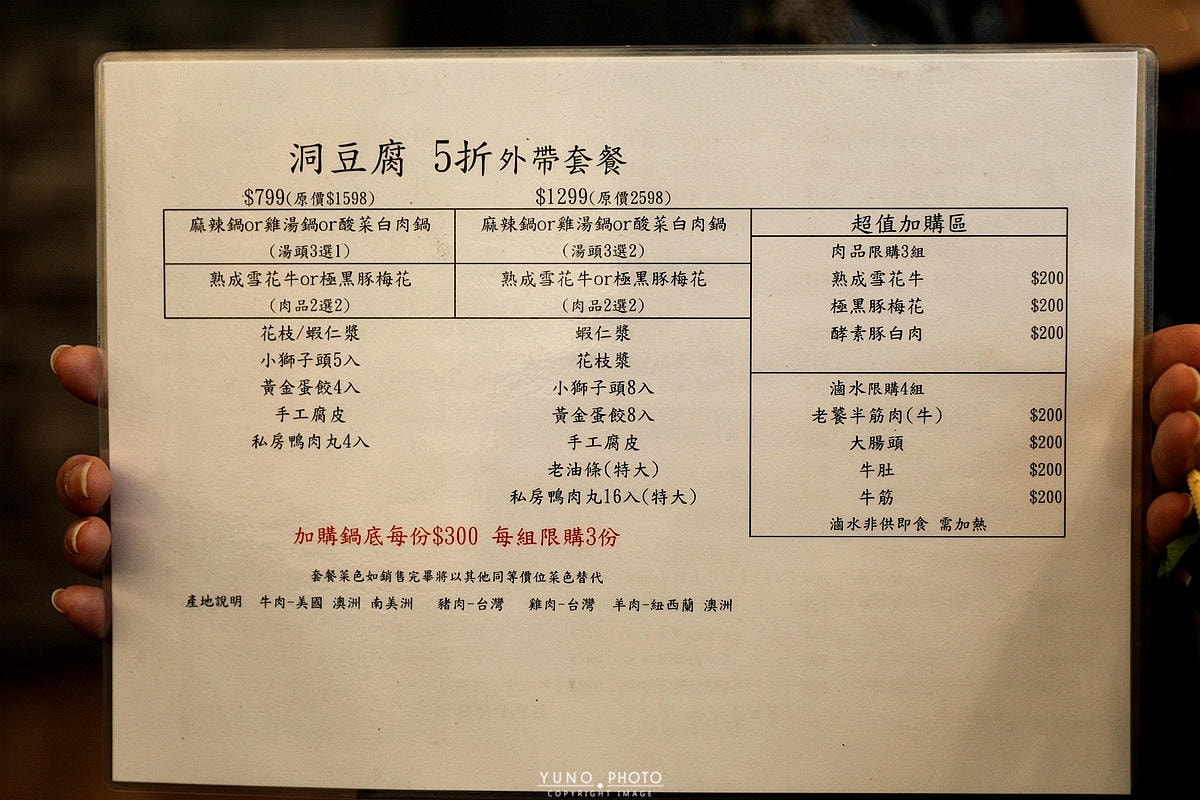 洞豆腐 5折外帶套餐
$799(原價$1598)
麻辣鍋or雞湯鍋or酸菜白肉鍋
(湯頭3選1)
熟成雪花牛or極黑豚梅花
(肉品2選2)
花枝/蝦仁漿
小獅子頭5入
黃金蛋餃4入
手工腐皮
私房鴨肉丸4入
$1299(原價2598)
麻辣鍋or雞湯鍋or酸菜白肉鍋
(湯頭3選2)
熟成雪花牛or極黑豚梅花
(肉品2選2)
蝦仁漿
花枝漿
小獅子頭8入
黃金蛋餃8入
手工腐皮
老油條(特大)
私房鴨肉丸16入(特大)
超值加購區
肉品限購3組
熟成雪花牛 $200
極黑豚梅花 $200
酵素豚白肉 $200
滷水限購4組
老饕半筋肉(牛) $200
大腸頭 $200
牛肚 $200
牛筋 $200
滷水非供即食 需加熱
加購鍋底每份$300 每組限購3份
套餐菜色如銷售完畢將以其他同等價位菜色替代
產地說明 牛肉-美國 澳洲 南美洲 豬肉-台灣 雞肉-台灣 羊肉-紐西蘭 澳洲
YUNO PHOTO
COPYRIGHT IMAGE